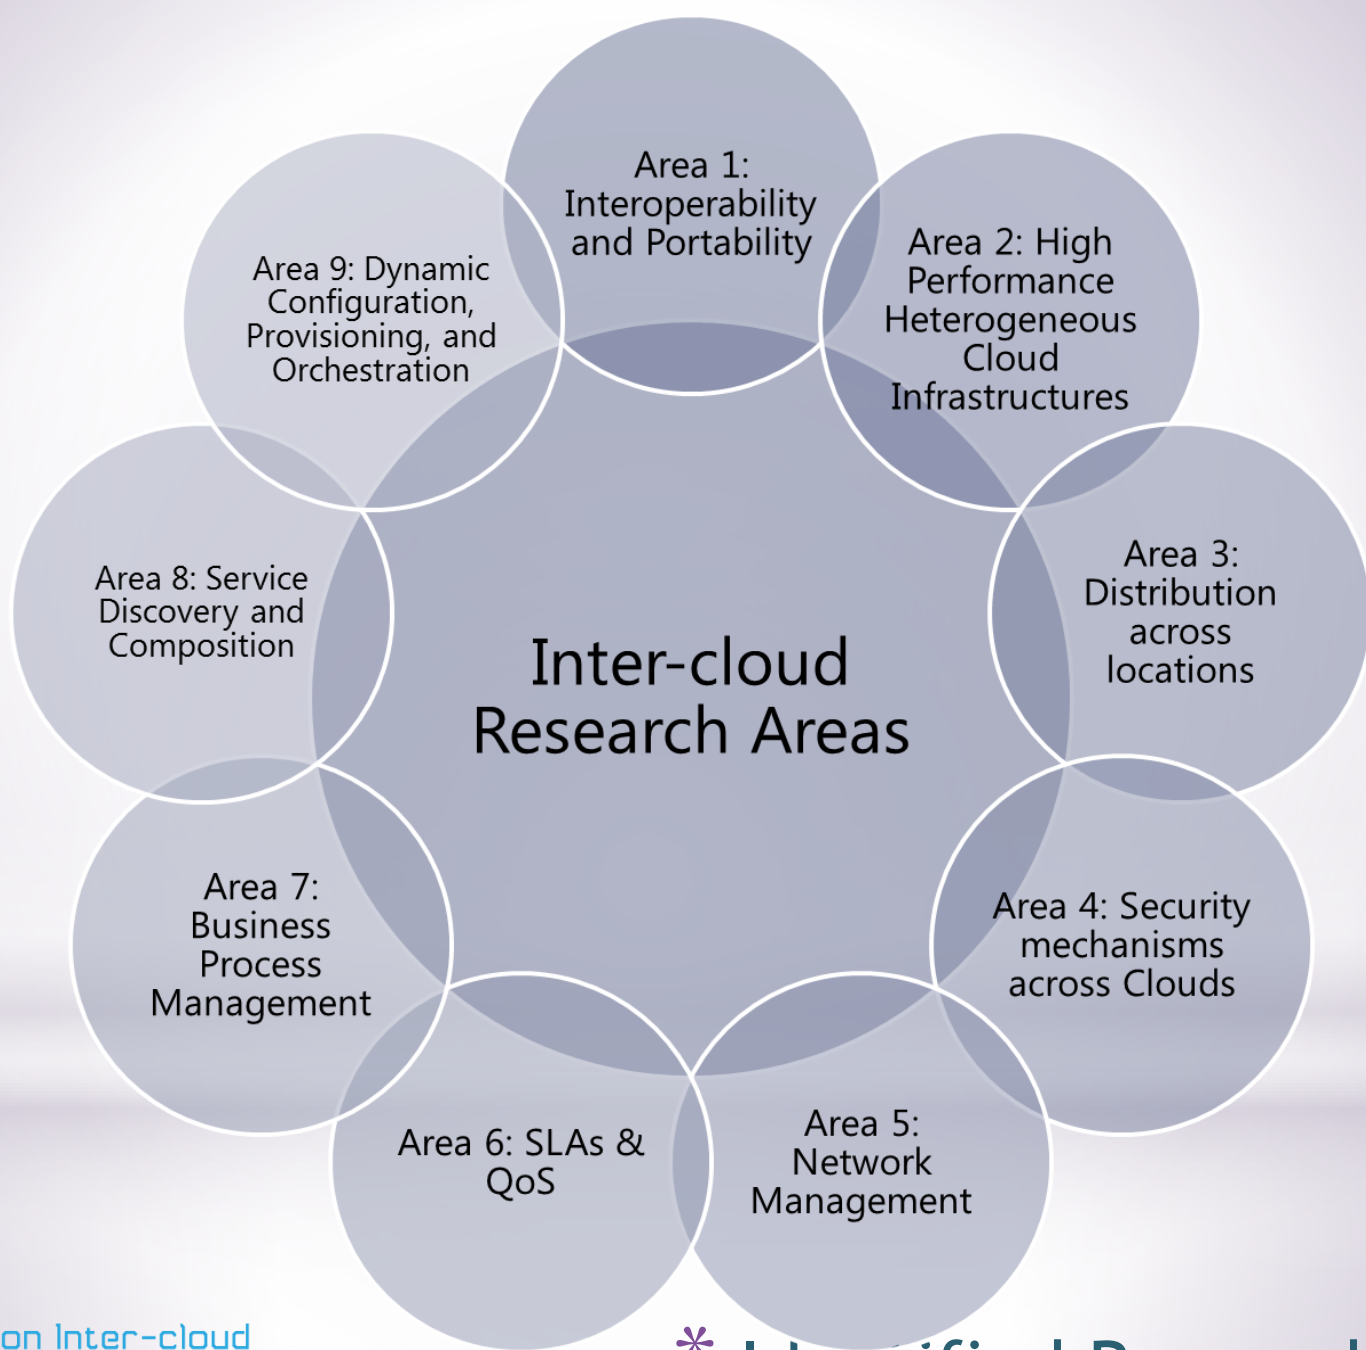 Area 1:
Interoperability
and Portability
Area 2: High
Performance
Heterogeneous
Cloud
Infrastructures
Area 3:
Distribution
across
locations
Area 4: Security
mechanisms
across Clouds
Area 5:
Network
Management
Area 6: SLAs &
QoS
Area 7:
Business
Process
Management
Area 8: Service
Discovery and
Composition
Area 9: Dynamic
Configuration,
Provisioning, and
Orchestration
Inter-cloud
Research Areas
on Inter-cloud
*